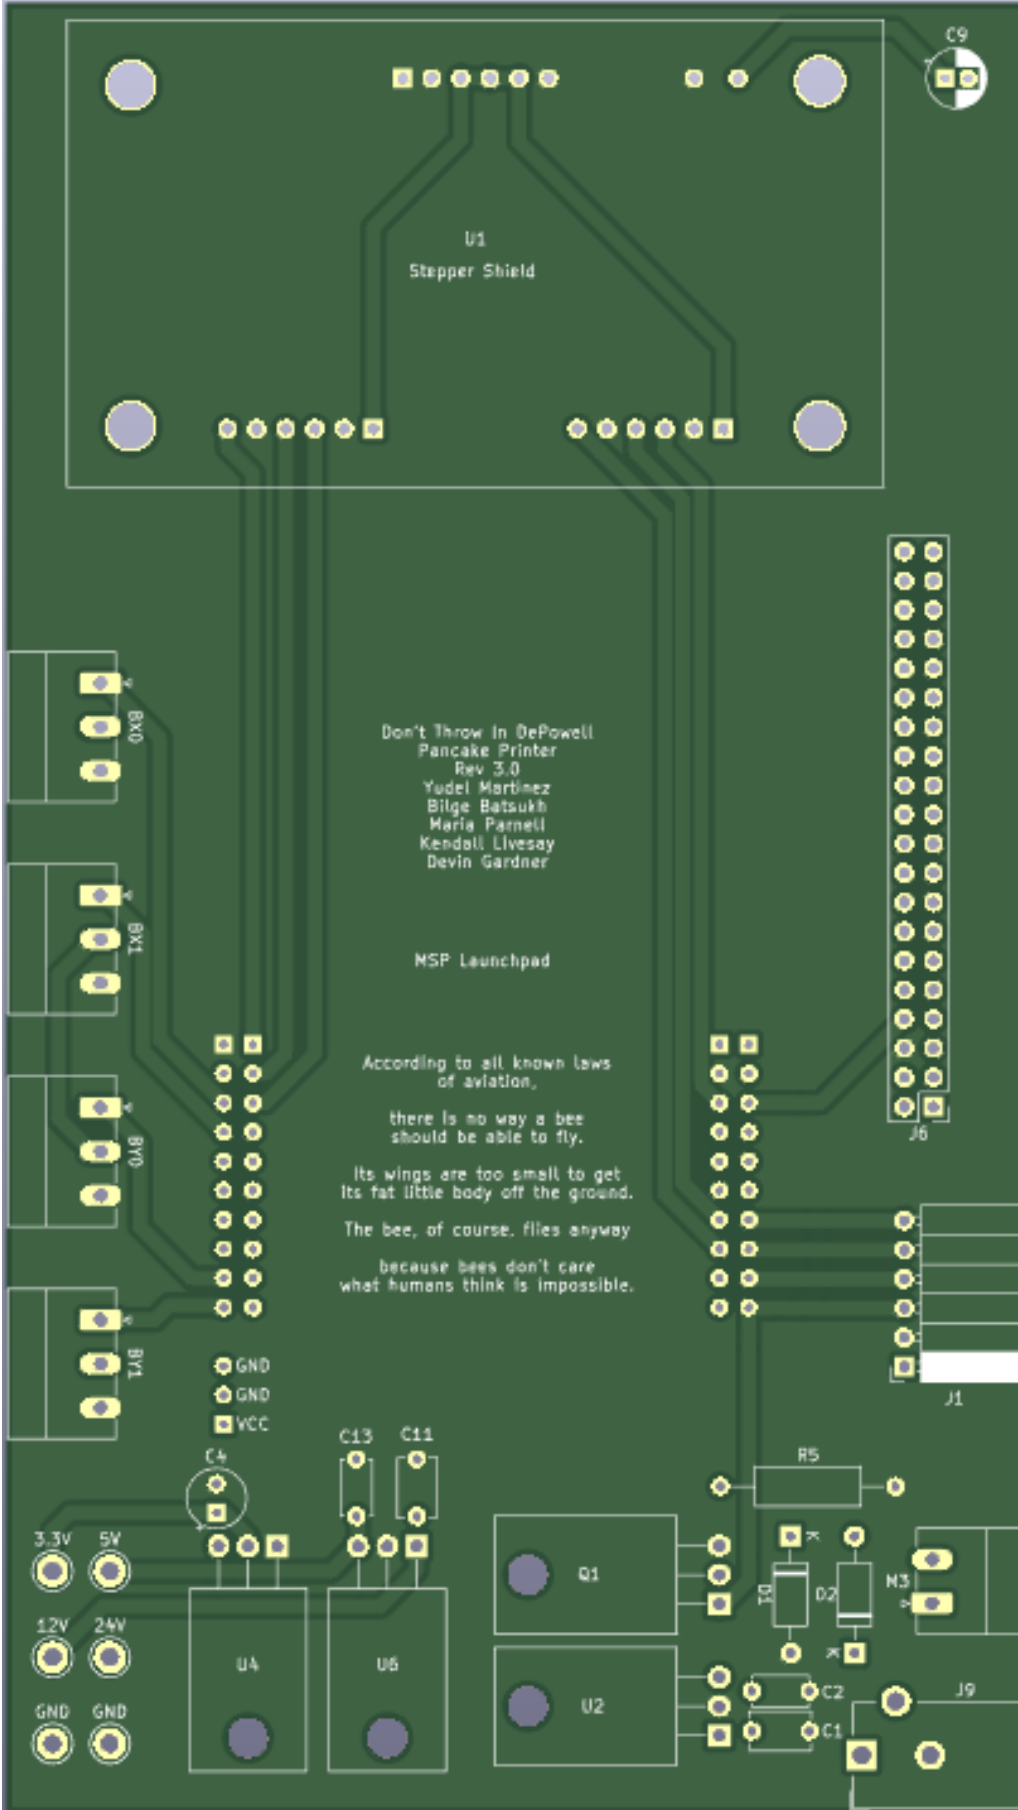 C9
U1
Stepper Shield
BX0
Don't Throw in DePowell
Pancake Printer
Rev 3.0
Yudel Martinez
Bilge Batsukh
Maria Parnell
Kendall Livesay
Devin Gardner
BX1
MSP Launchpad
According to all known laws
of aviation,
there is no way a bee
should be able to fly.
Its wings are too small to get
its fat little body off the ground.
The bee, of course, flies anyway
because bees don't care
what humans think is impossible.
J6
BY0
BY1
GND
GND
VCC
J1
C4
C13
C11
R5
3.3V
5V
Q1
K
D1
D2
M3
12V
24V
U4
U6
K
U2
C2
C1
J9
GND
GND